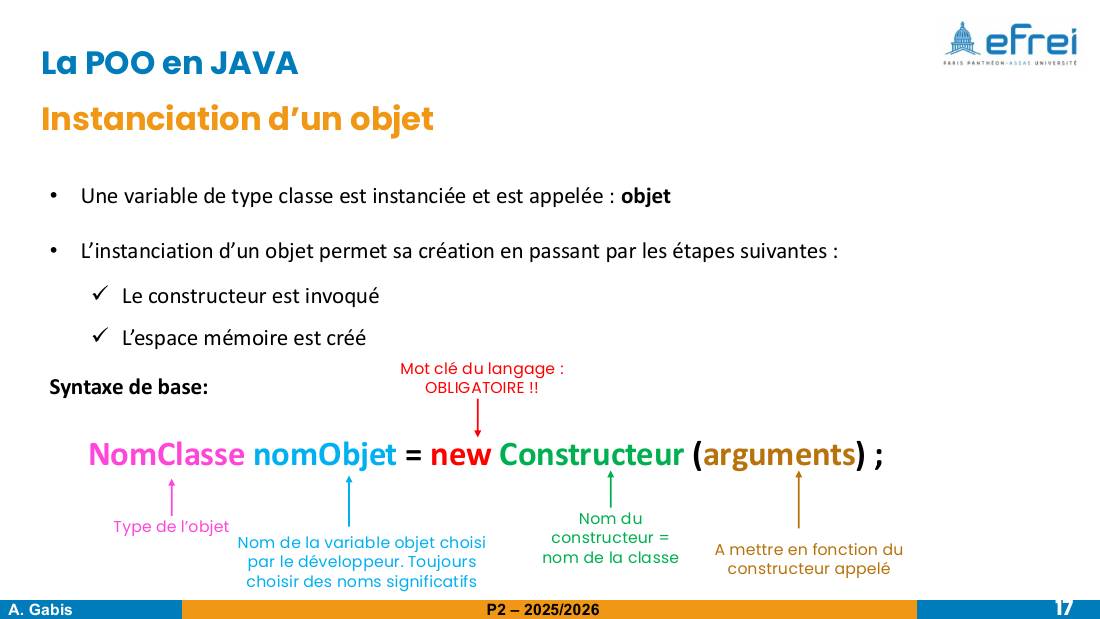 efrei
PARIS PANTHÉON-ASSAS UNIVERSITÉ
La POO en JAVA
Instanciation d’un objet
• Une variable de type classe est instanciée et est appelée : objet
• L’instanciation d’un objet permet sa création en passant par les étapes suivantes :
✓ Le constructeur est invoqué
✓ L’espace mémoire est créé
Mot clé du langage :
OBLIGATOIRE !!
Syntaxe de base:
NomClasse nomObjet = new Constructeur (arguments) ;
Type de l’objet
Nom de la variable objet choisi
par le développeur. Toujours
choisir des noms significatifs
Nom du
constructeur =
nom de la classe
A mettre en fonction du
constructeur appelé
A. Gabis
P2 – 2025/2026
17